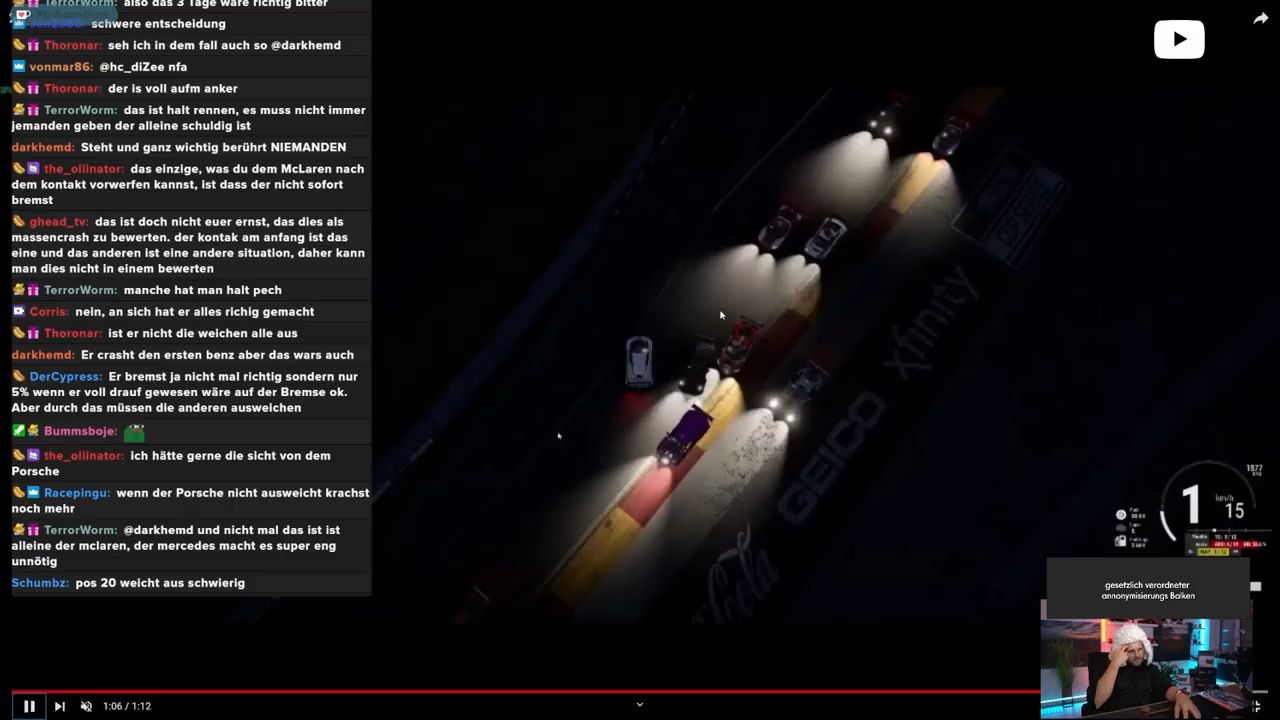 TerrorWorm: also das 3 Tage wäre richtig bitter
schwere entscheidung
Thoronar: seh ich in dem fall auch so @darkhemd
vonmar86: @hc_diZee nfa
Thoronar: der is voll aufm anker
TerrorWorm: das ist halt rennen, es muss nicht immer
jemanden geben der alleine schuldig ist
darkhemd: Steht und ganz wichtig berührt NIEMANDEN
the_oliinator: das einzige, was du dem McLaren nach
dem kontakt vorwerfen kannst, ist dass der nicht sofort
bremst
ghead_tv: das ist doch nicht euer ernst, das dies als
massencrash zu bewerten. der kontak am anfang ist das
eine und das anderen ist eine andere situation, daher kann
man dies nicht in einem bewerten
TerrorWorm: manche hat man halt pech
Corris: nein, an sich hat er alles richig gemacht
Thoronar: ist er nicht die weichen alle aus
darkhemd: Er crasht den ersten benz aber das wars auch
DerCypress: Er bremst ja nicht mal richtig sondern nur
5% wenn er voll drauf gewesen wäre auf der Bremse ok.
Aber durch das müssen die anderen ausweichen
Bummsboje:
the_oliinator: ich hätte gerne die sicht von dem
Porsche
Racepingu: wenn der Porsche nicht ausweicht krachst
noch mehr
TerrorWorm: @darkhemd und nicht mal das ist ist
alleine der mclaren, der mercedes macht es super eng
unnötig
Schumbz: pos 20 weicht aus schwierig
Xfinity
GEICO
Coca-Cola
1877
1
km/h
15
gesetzlich verordneter
annonymisierungs Balken
1:06 / 1:12